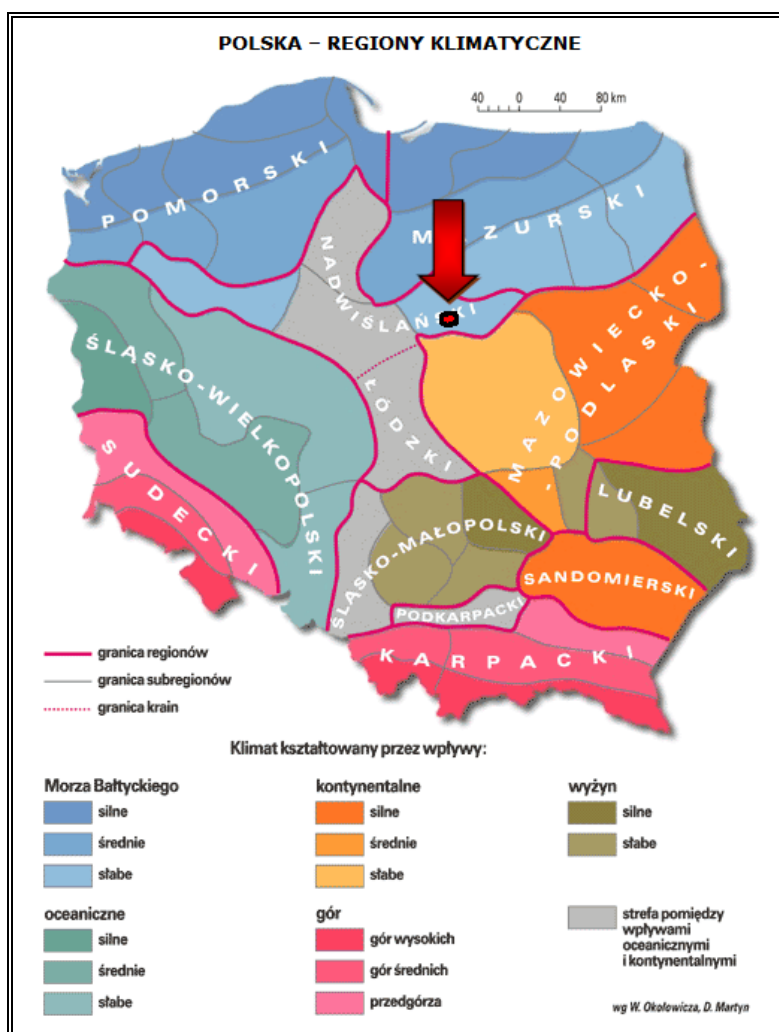 POLSKA – REGIONY KLIMATYCZNE
40 0 40 80 km
POMORSKI
M ZURSKI
NADWIŚLAŃSKI
MAZOWIECKO-
-PODLASKI
ŚLĄSKO-WIELKOPOLSKI
ŁÓDZKI
SUDECKI
LUBELSKI
ŚLĄSKO-MAŁOPOLSKI
SANDOMIERSKI
PODKARPACKI
KARPACKI
granica regionów
granica subregionów
granica krain
Klimat kształtowany przez wpływy:
Morza Bałtyckiego
silne
średnie
słabe
kontynentalne
silne
średnie
słabe
wyżyn
silne
słabe
oceaniczne
silne
średnie
słabe
gór
gór wysokich
gór średnich
przedgórza
strefa pomiędzy
wpływami
oceanicznymi
i kontynentalnymi
wg W. Okołowicza, D. Martyn